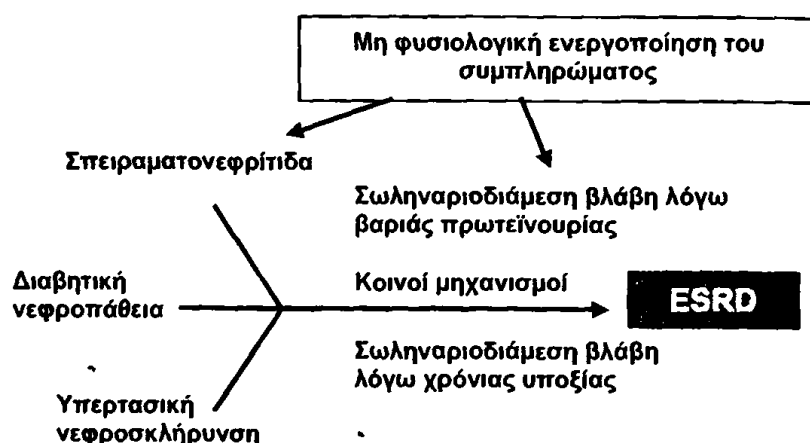 Μη φυσιολογική ενεργοποίηση του
συμπληρώματος
Σπειραματονεφρίτιδα
Σωληναριοδιάμεση βλάβη λόγω
βαριάς πρωτεϊνουρίας
Διαβητική
νεφροπάθεια
Κοινοί μηχανισμοί
ESRD
Σωληναριοδιάμεση βλάβη
λόγω χρόνιας υποξίας
Υπερτασική
νεφροσκλήρυνση